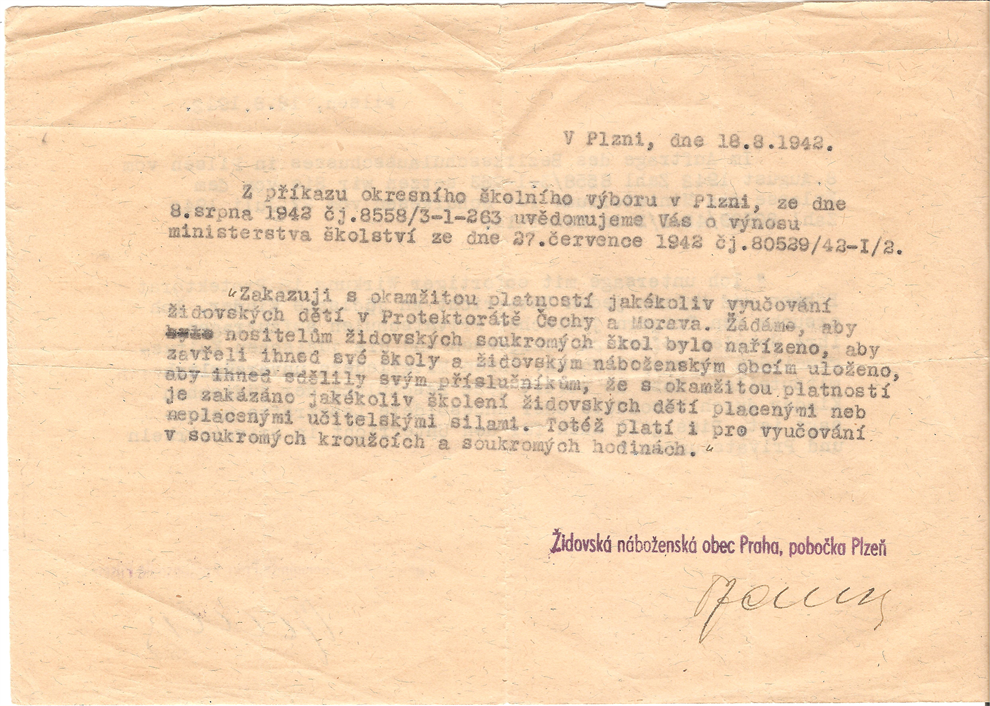 V Plzni, dne 18.8.1942.
Z příkazu okresního školního výboru v Plzni, ze dne
8.srpna 1942 čj.8558/3-1-263 uvědomujeme Vás o výnosu
ministerstva školství ze dne 27.července 1942 čj.80529/42-I/2.
"Zakazuji s okamžitou platností jakékoliv vyučování
židovských dětí v Protektorátě Čechy a Morava. Žádáme, aby
bylo nositelům židovských soukromých škol bylo nařízeno, aby
zavřeli ihned své školy a židovským náboženským obcím uloženo,
aby ihned sdělily svým příslušníkům, že s okamžitou platností
je zakázáno jakékoliv školení židovských dětí placenými neb
neplacenými učitelskými silami. Totéž platí i pro vyučování
v soukromých kroužcích a soukromých hodinách."
Židovská náboženská obec Praha, pobočka Plzeň